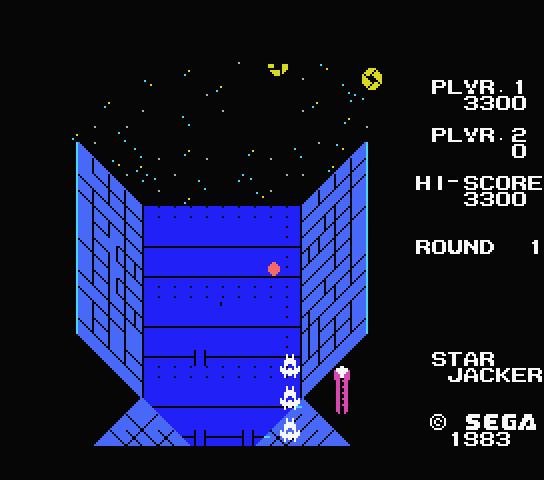 PLYR.1
3300
PLYR.2
0
HI-SCORE
3300
ROUND 1
STAR
JACKER
© SEGA
1983